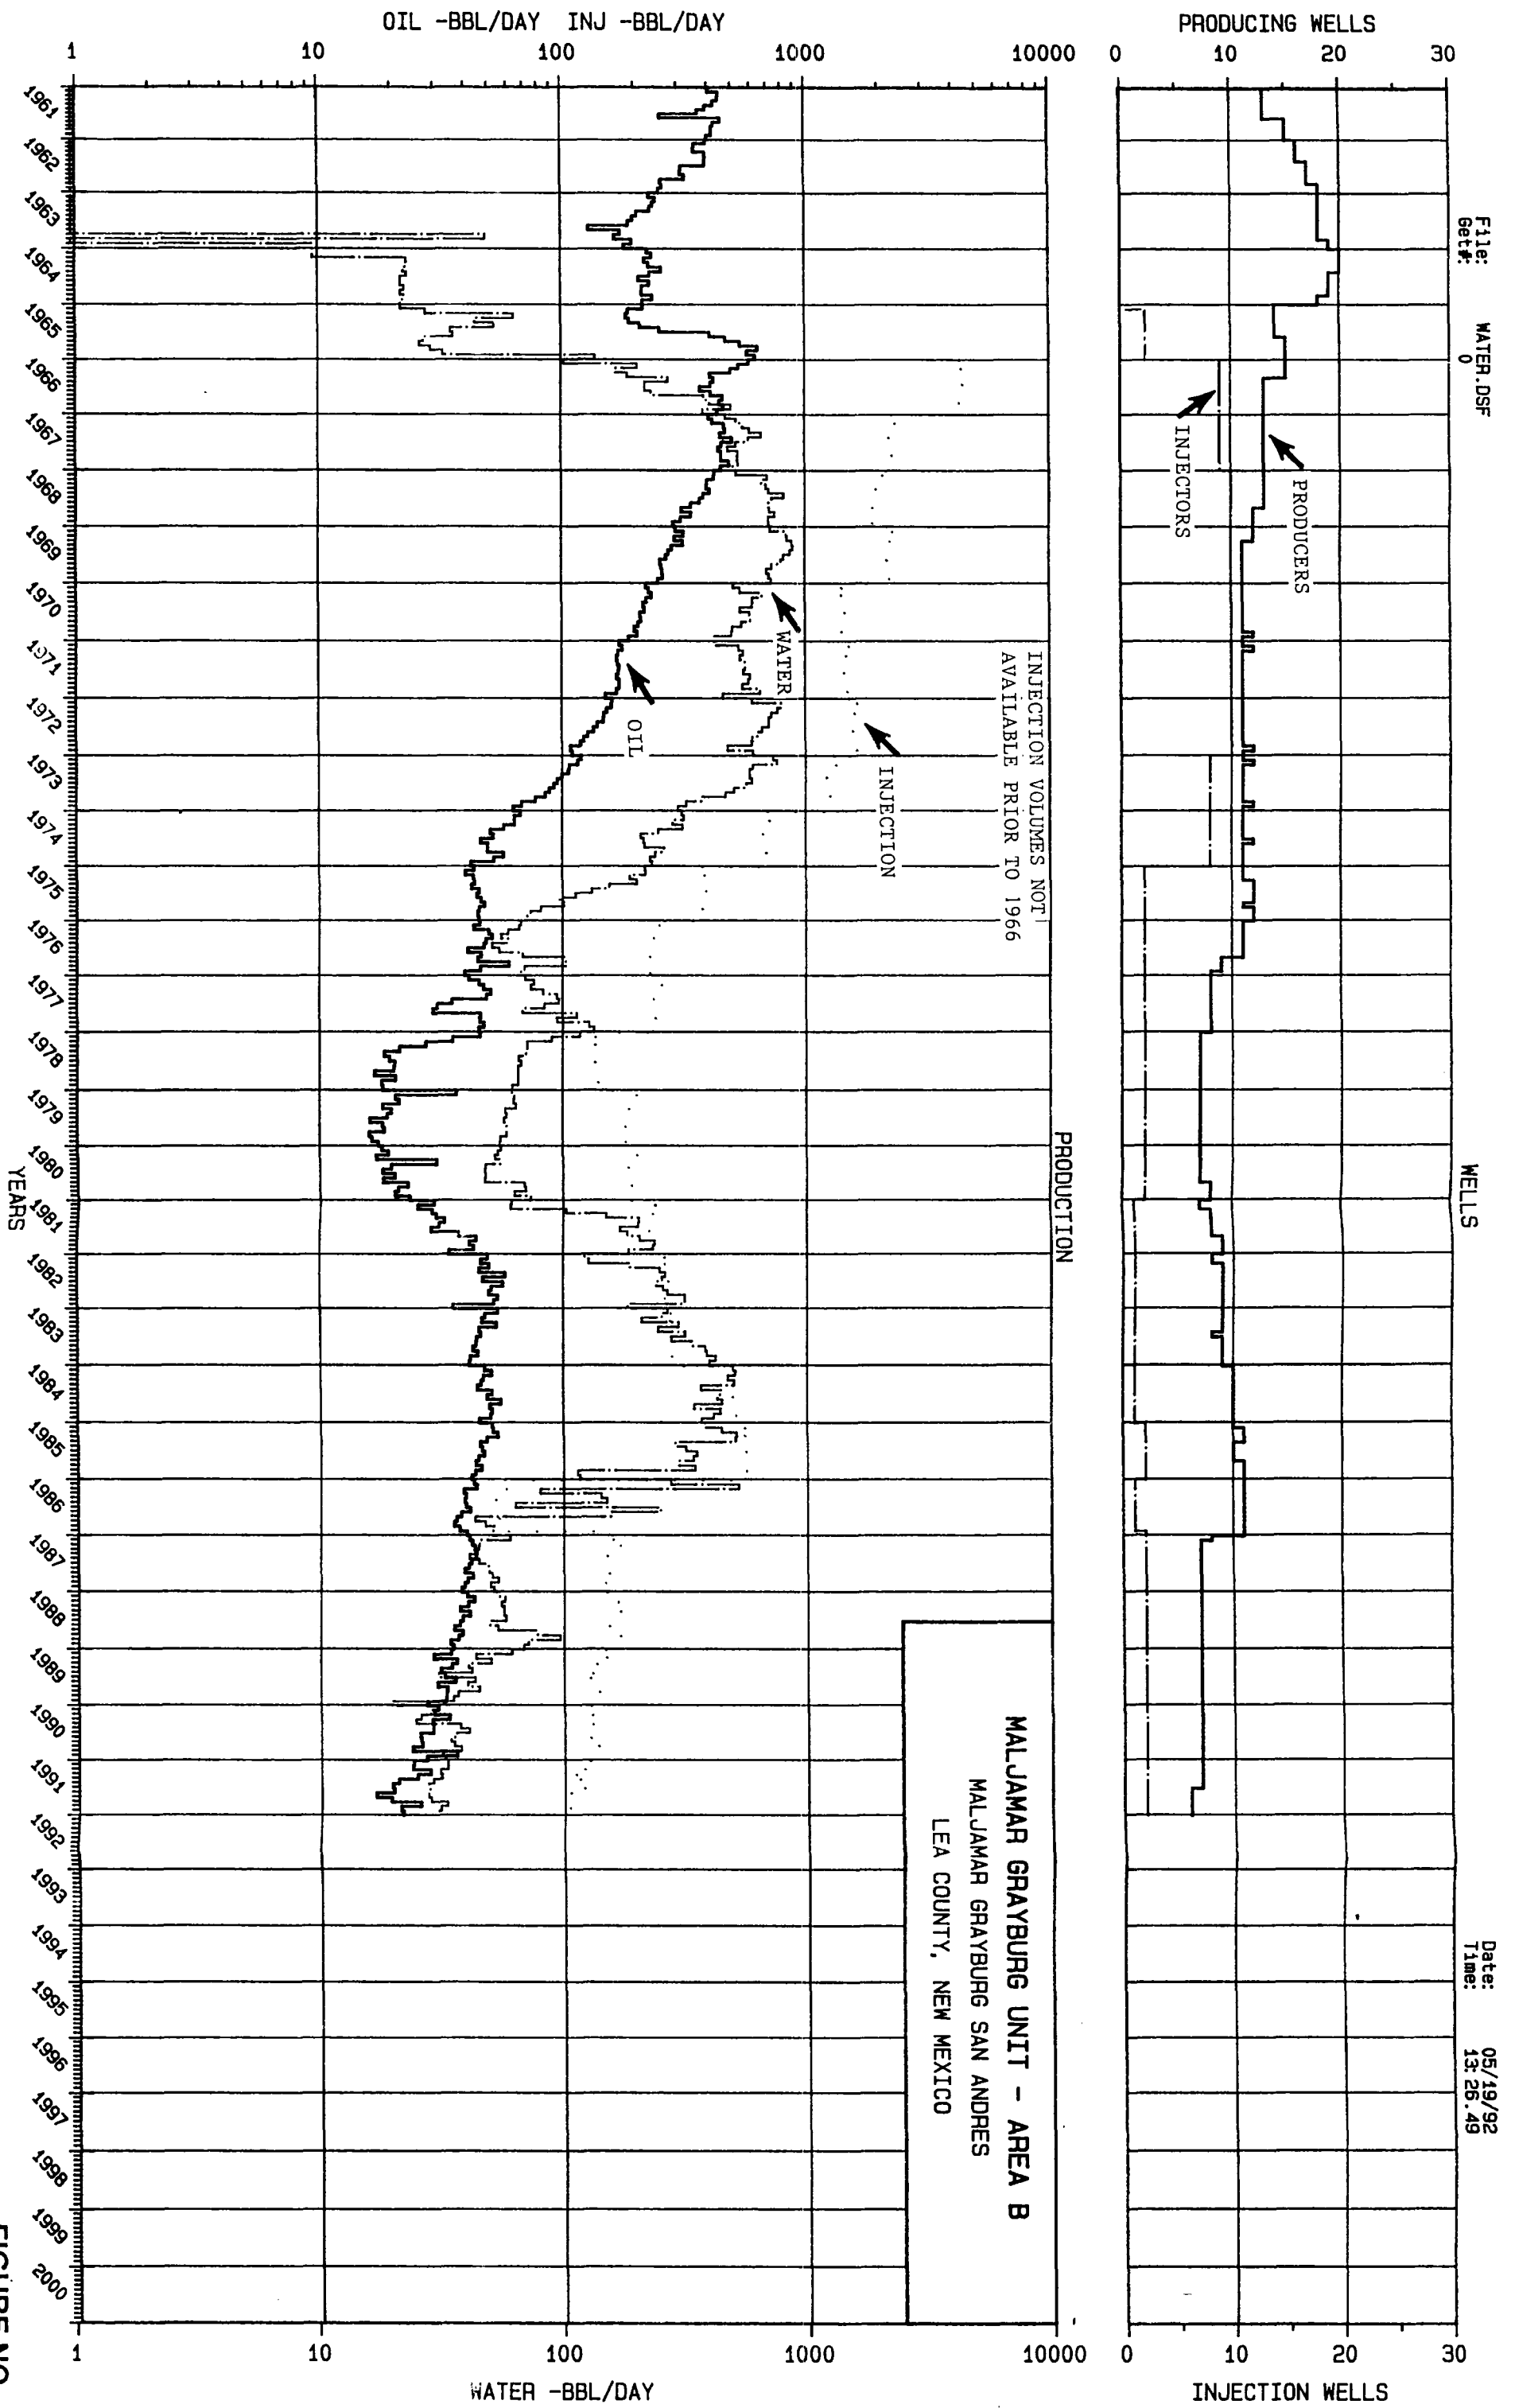 File: WATER.DSF
Get#: 0
Date: 05/19/92
Time: 13:26.49
WELLS
PRODUCING WELLS
30
20
10
0
INJECTION WELLS
30
20
10
0
PRODUCERS
INJECTORS
PRODUCTION
OIL -BBL/DAY INJ -BBL/DAY
10000
1000
100
10
1
WATER -BBL/DAY
10000
1000
100
10
1
INJECTION VOLUMES NOT
AVAILABLE PRIOR TO 1966
INJECTION
WATER
OIL
MALJAMAR GRAYBURG UNIT - AREA B
MALJAMAR GRAYBURG SAN ANDRES
LEA COUNTY, NEW MEXICO
1961 1962 1963 1964 1965 1966 1967 1968 1969 1970 1971 1972 1973 1974 1975 1976 1977 1978 1979 1980 1981 1982 1983 1984 1985 1986 1987 1988 1989 1990 1991 1992 1993 1994 1995 1996 1997 1998 1999 2000
YEARS